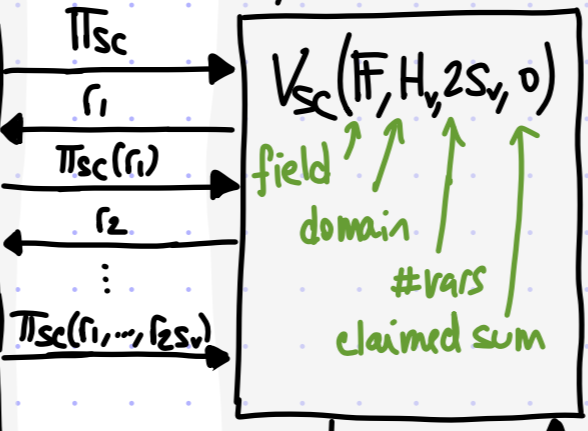 Πsc
r₁
Πsc(r₁)
r₂
⋮
Πsc(r₁,...,r₂sᵥ)
Vsc(𝔽, Hᵥ, 2sᵥ, 0)
field
domain
#vars
claimed sum